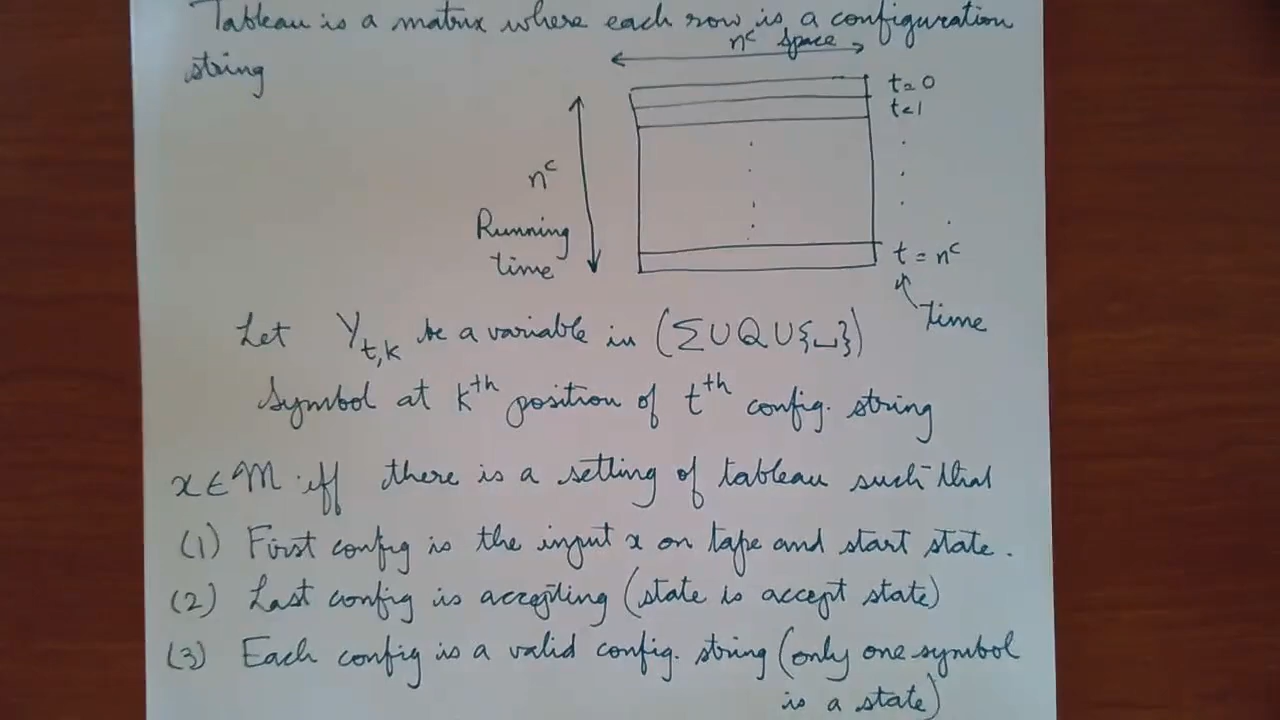 Tableau is a matrix where each row is a configuration
string
n^c space
t=0
t=1
n^c
Running
time
t = n^c
time
Let Y_{t,k} be a variable in (Σ∪Q∪{⊔})
Symbol at k^th position of t^th config. string
x ∈ M iff there is a setting of tableau such that
(1) First config is the input x on tape and start state.
(2) Last config is accepting (state is accept state)
(3) Each config is a valid config. string (only one symbol
is a state)